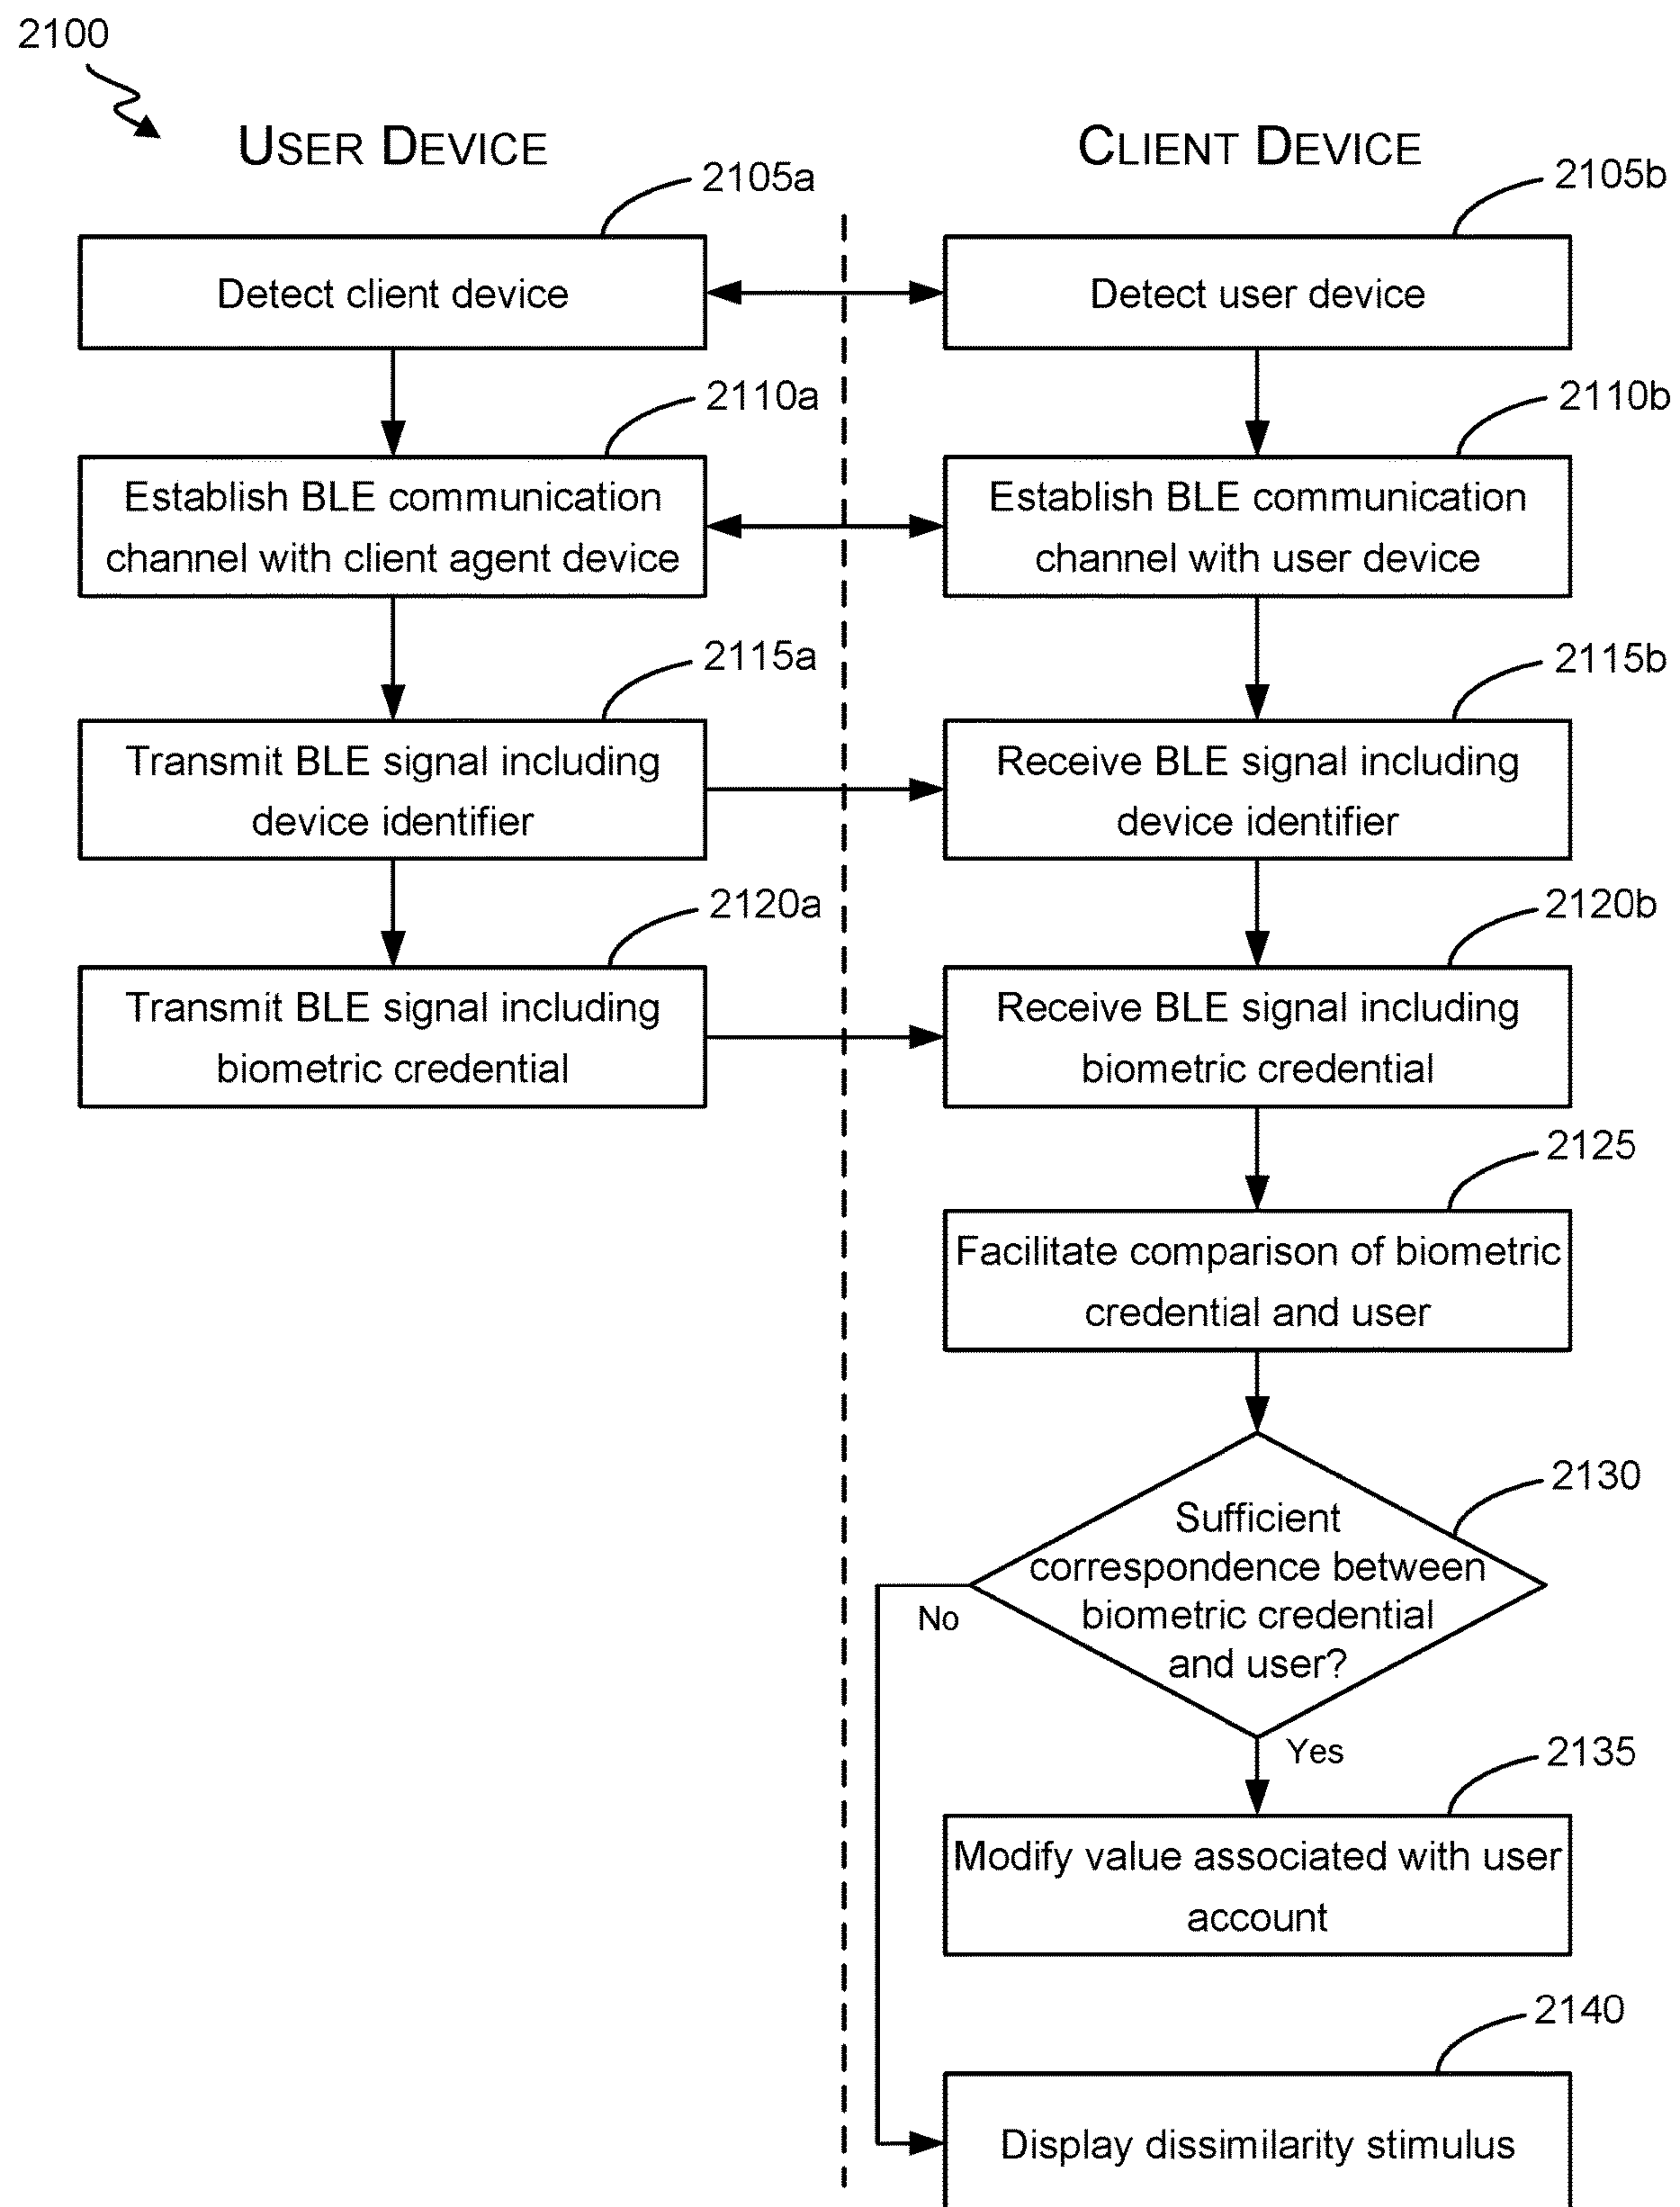 2100
USER DEVICE
CLIENT DEVICE
2105a
2105b
Detect client device
Detect user device
2110a
2110b
Establish BLE communication
channel with client agent device
Establish BLE communication
channel with user device
2115a
2115b
Transmit BLE signal including
device identifier
Receive BLE signal including
device identifier
2120a
2120b
Transmit BLE signal including
biometric credential
Receive BLE signal including
biometric credential
2125
Facilitate comparison of biometric
credential and user
2130
Sufficient
correspondence between
biometric credential
and user?
No
Yes
2135
Modify value associated with user
account
2140
Display dissimilarity stimulus